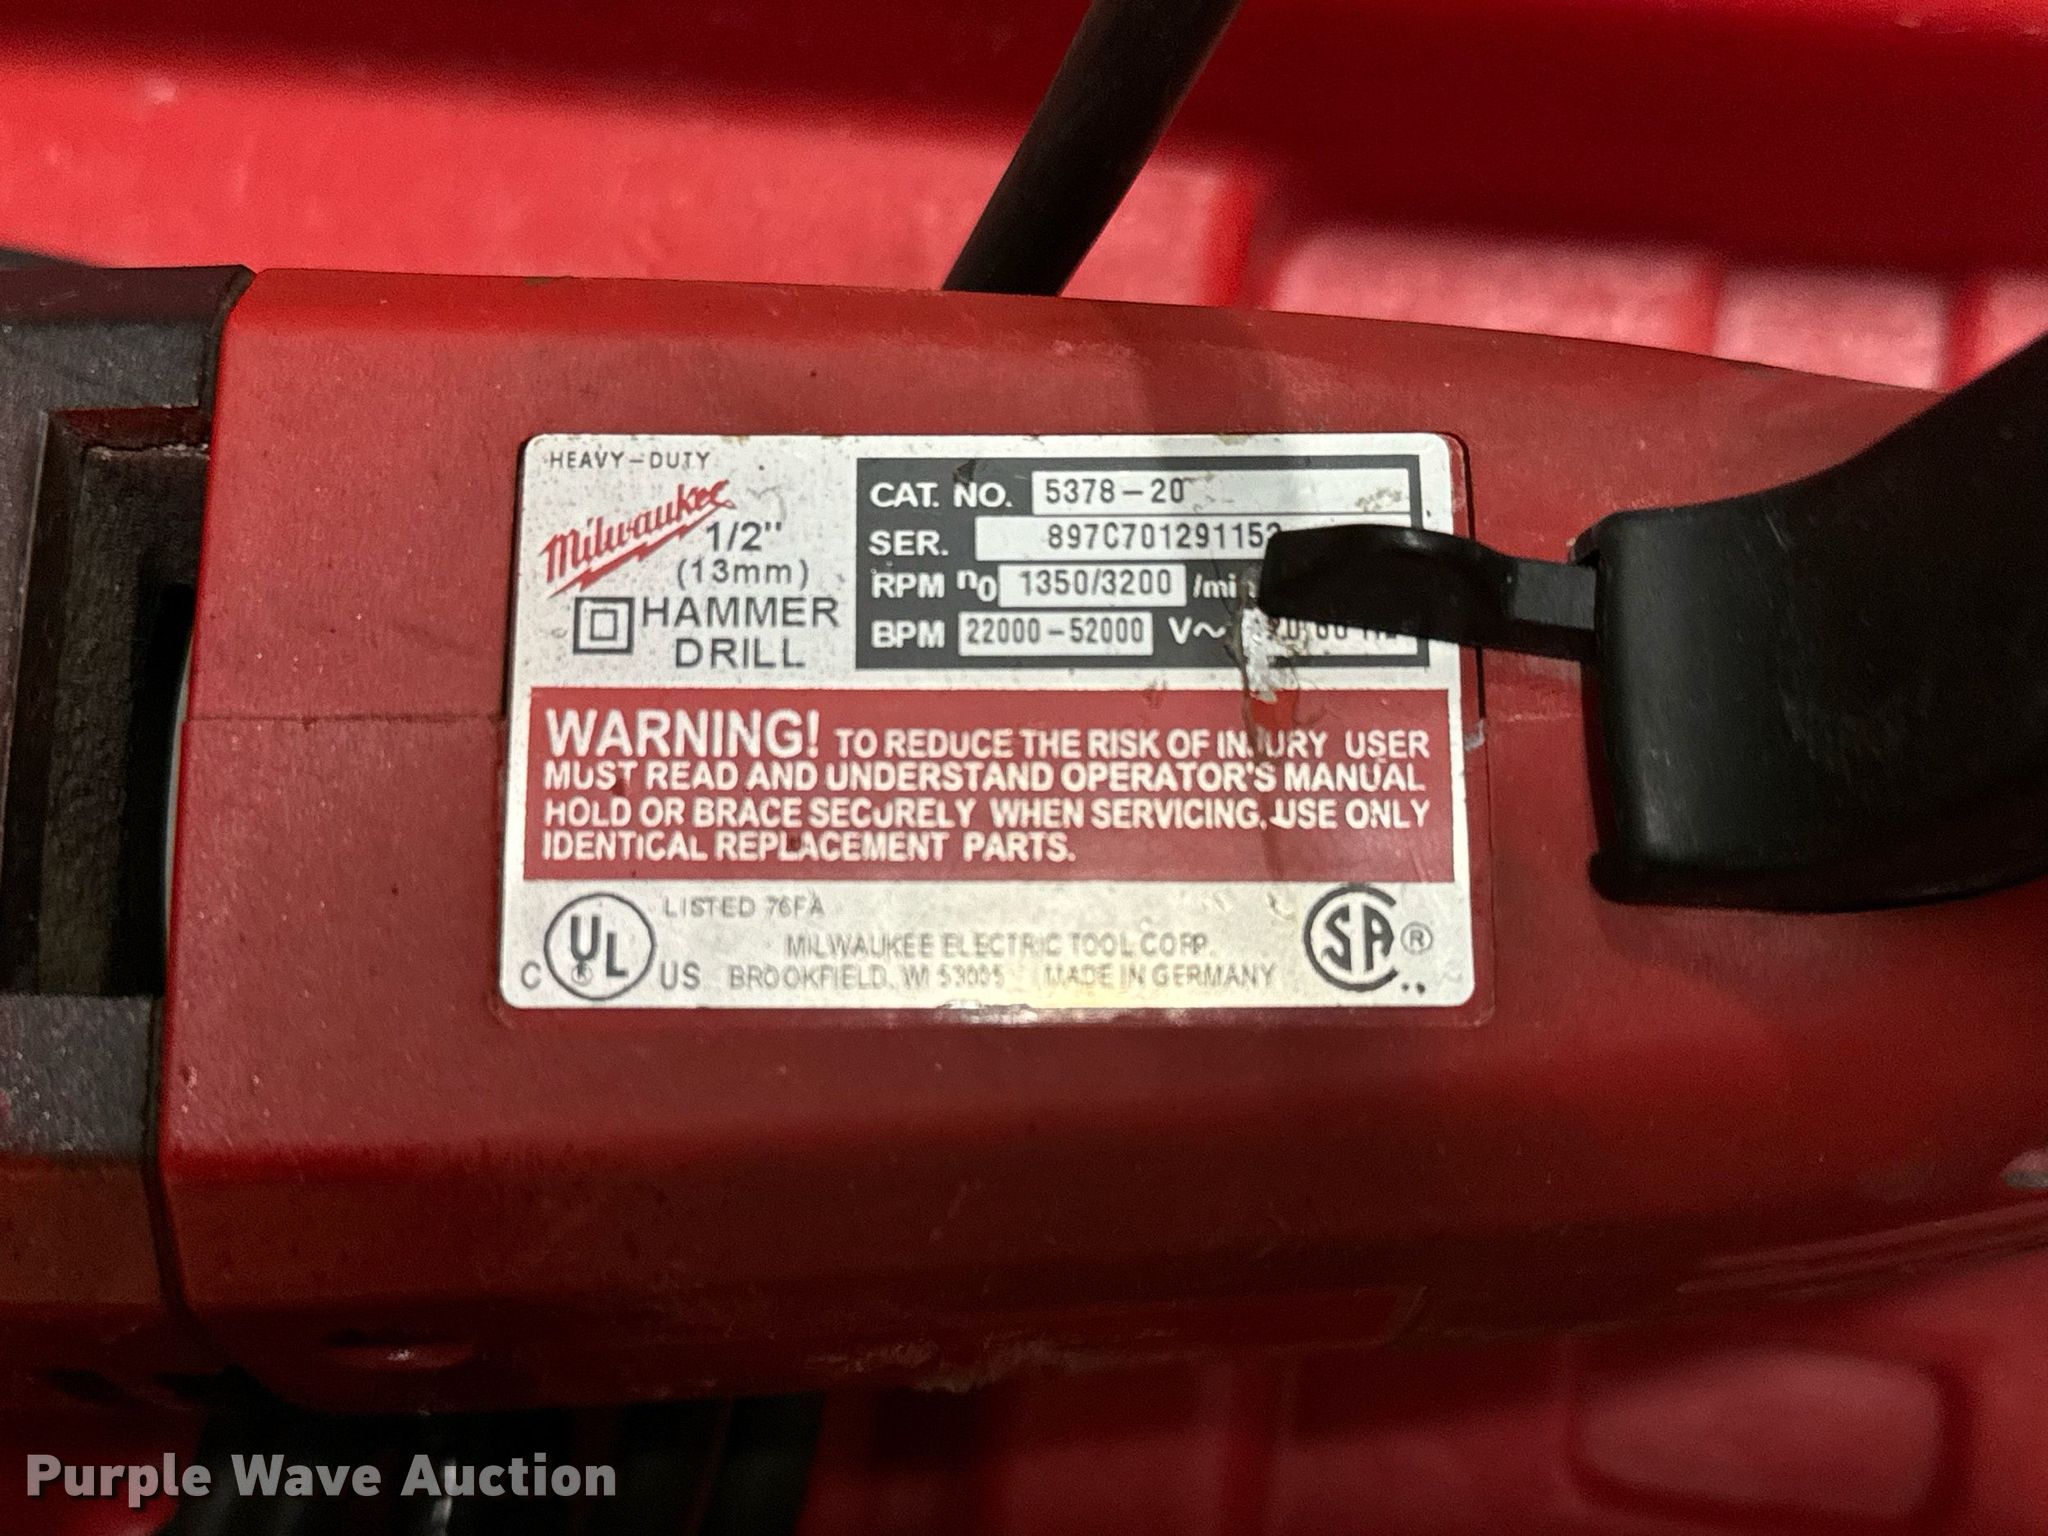 HEAVY-DUTY
Milwaukee
1/2"
(13mm)
HAMMER
DRILL
CAT. NO. 5378-20
SER.
RPM n0 1350/3200
BPM 22000-52000 V~
WARNING! TO REDUCE THE RISK OF INJURY USER
MUST READ AND UNDERSTAND OPERATOR'S MANUAL
HOLD OR BRACE SECURELY WHEN SERVICING, USE ONLY
IDENTICAL REPLACEMENT PARTS.
LISTED 76FA
C UL ® US
MILWAUKEE ELECTRIC TOOL CORP.
BROOKFIELD, WI 53005 MADE IN GERMANY
SA ®
Purple Wave Auction